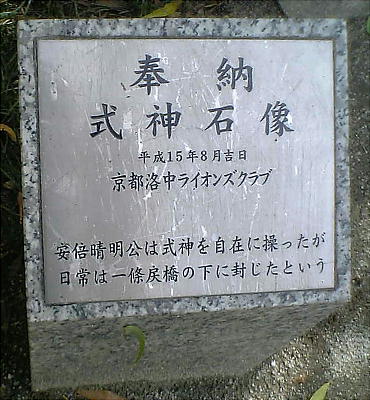 奉納
式神石像
平成15年8月吉日
京都洛中ライオンズクラブ
安倍晴明公は式神を自在に操ったが
日常は一條戻橋の下に封じたという